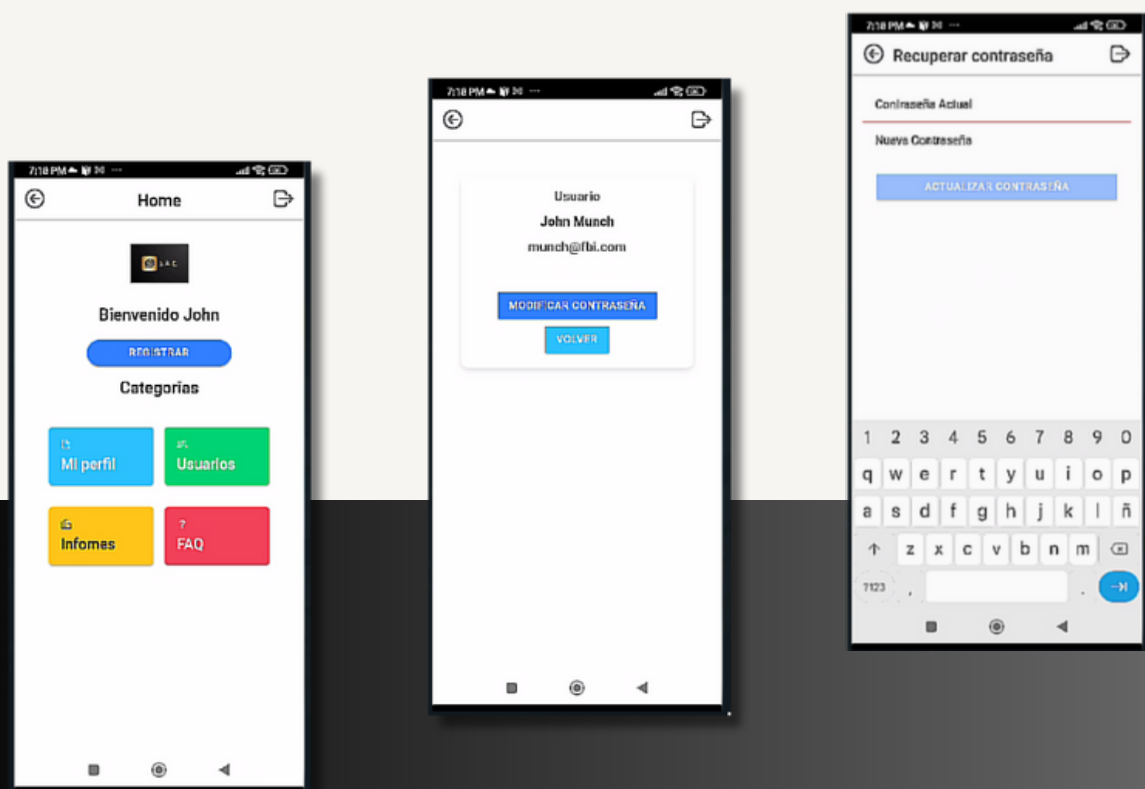 7:18 PM
Home
S.A.C.
Bienvenido John
REGISTRAR
Categorías
Mi perfil
Usuarios
Infomes
?
FAQ
7:18 PM
Usuario
John Munch
munch@fbi.com
MODIFICAR CONTRASEÑA
VOLVER
7:18 PM
Recuperar contraseña
Contraseña Actual
Nueva Contraseña
ACTUALIZAR CONTRASEÑA
1 2 3 4 5 6 7 8 9 0
q w e r t y u i o p
a s d f g h j k l ñ
z x c v b n m
?123 , .